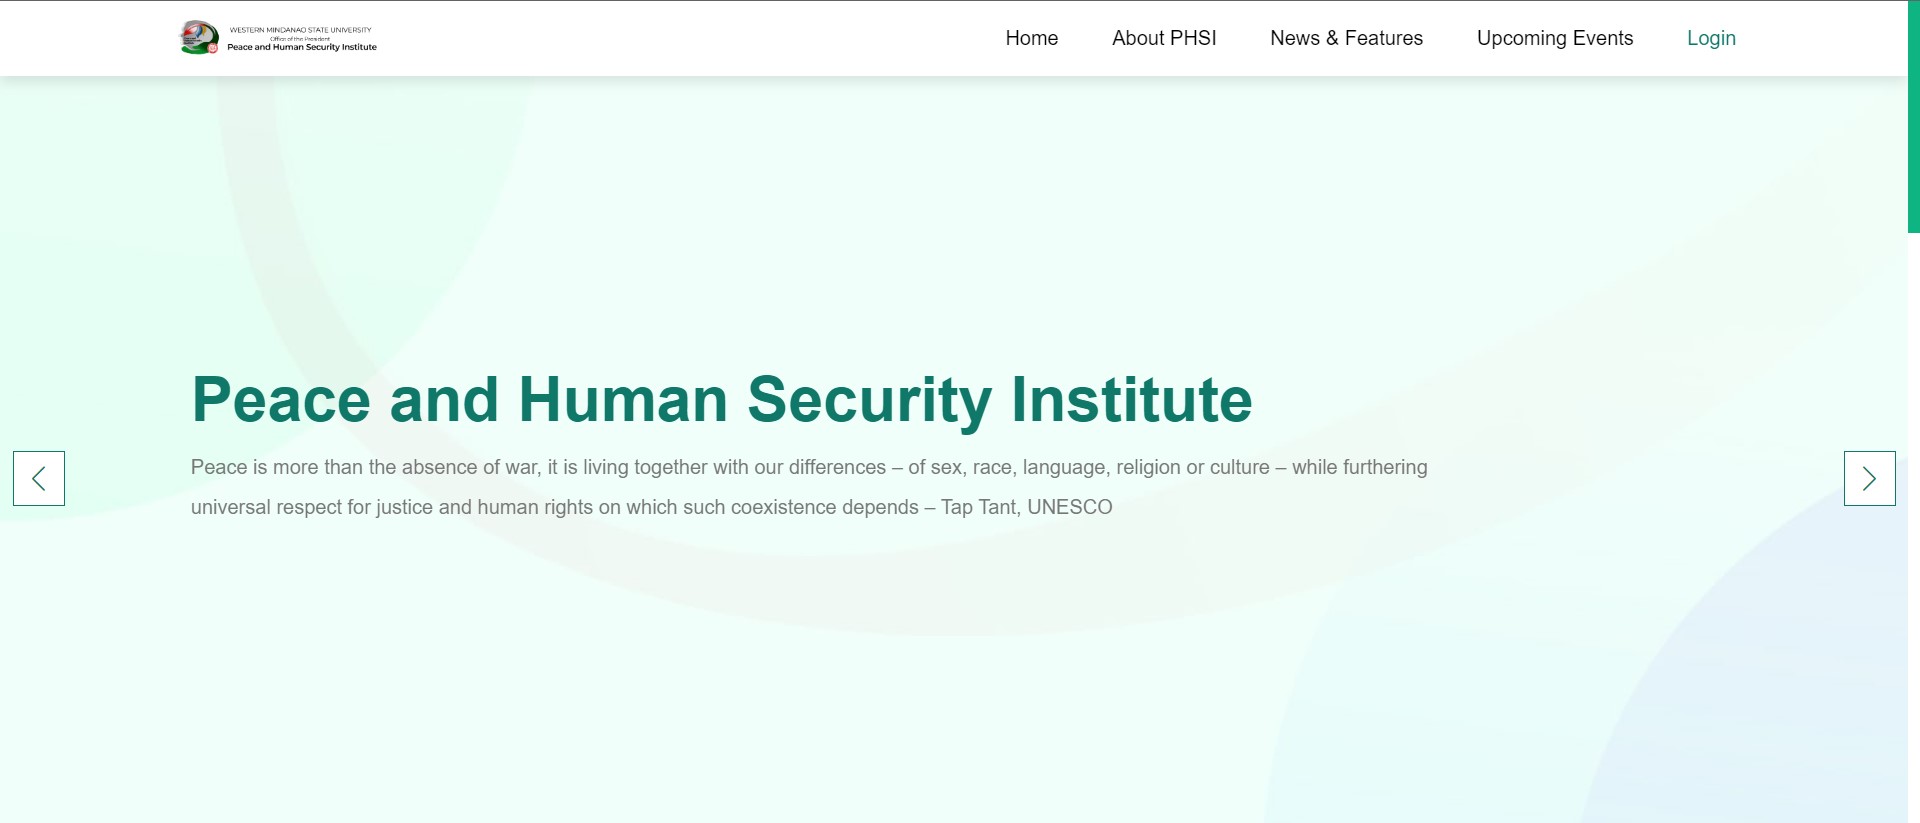 WESTERN MINDANAO STATE UNIVERSITY
Office of the President
Peace and Human Security Institute
Home
About PHSI
News & Features
Upcoming Events
Login
Peace and Human Security Institute
Peace is more than the absence of war, it is living together with our differences – of sex, race, language, religion or culture – while furthering
universal respect for justice and human rights on which such coexistence depends – Tap Tant, UNESCO